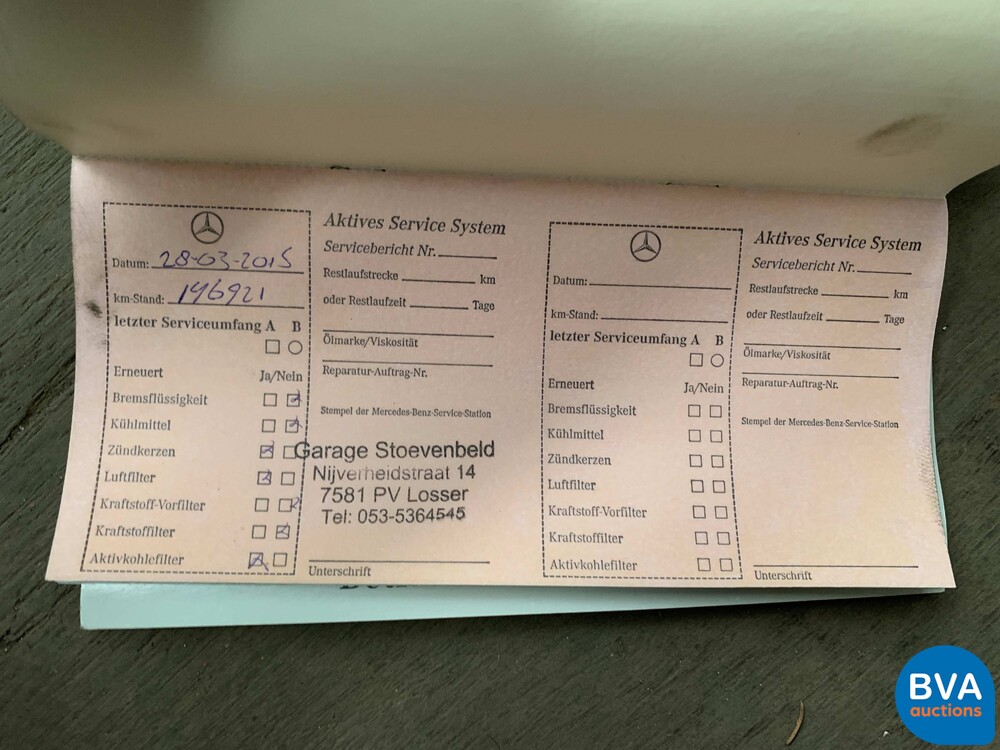 Datum: 28-03-2015
km-Stand: 146921
letzter Serviceumfang A B
Erneuert Ja/Nein
Bremsflüssigkeit
Kühlmittel
Zündkerzen
Luftfilter
Kraftstoff-Vorfilter
Kraftstoffilter
Aktivkohlefilter
Aktives Service System
Servicebericht Nr.
Restlaufstrecke km
oder Restlaufzeit Tage
Ölmarke/Viskosität
Reparatur-Auftrag-Nr.
Stempel der Mercedes-Benz-Service-Station
Garage Stoevenbeld
Nijverheidstraat 14
7581 PV Losser
Tel: 053-5364545
Unterschrift
Datum:
km-Stand:
letzter Serviceumfang A B
Erneuert Ja/Nein
Bremsflüssigkeit
Kühlmittel
Zündkerzen
Luftfilter
Kraftstoff-Vorfilter
Kraftstoffilter
Aktivkohlefilter
Aktives Service System
Servicebericht Nr.
Restlaufstrecke km
oder Restlaufzeit Tage
Ölmarke/Viskosität
Reparatur-Auftrag-Nr.
Stempel der Mercedes-Benz-Service-Station
Unterschrift
BVA
auctions